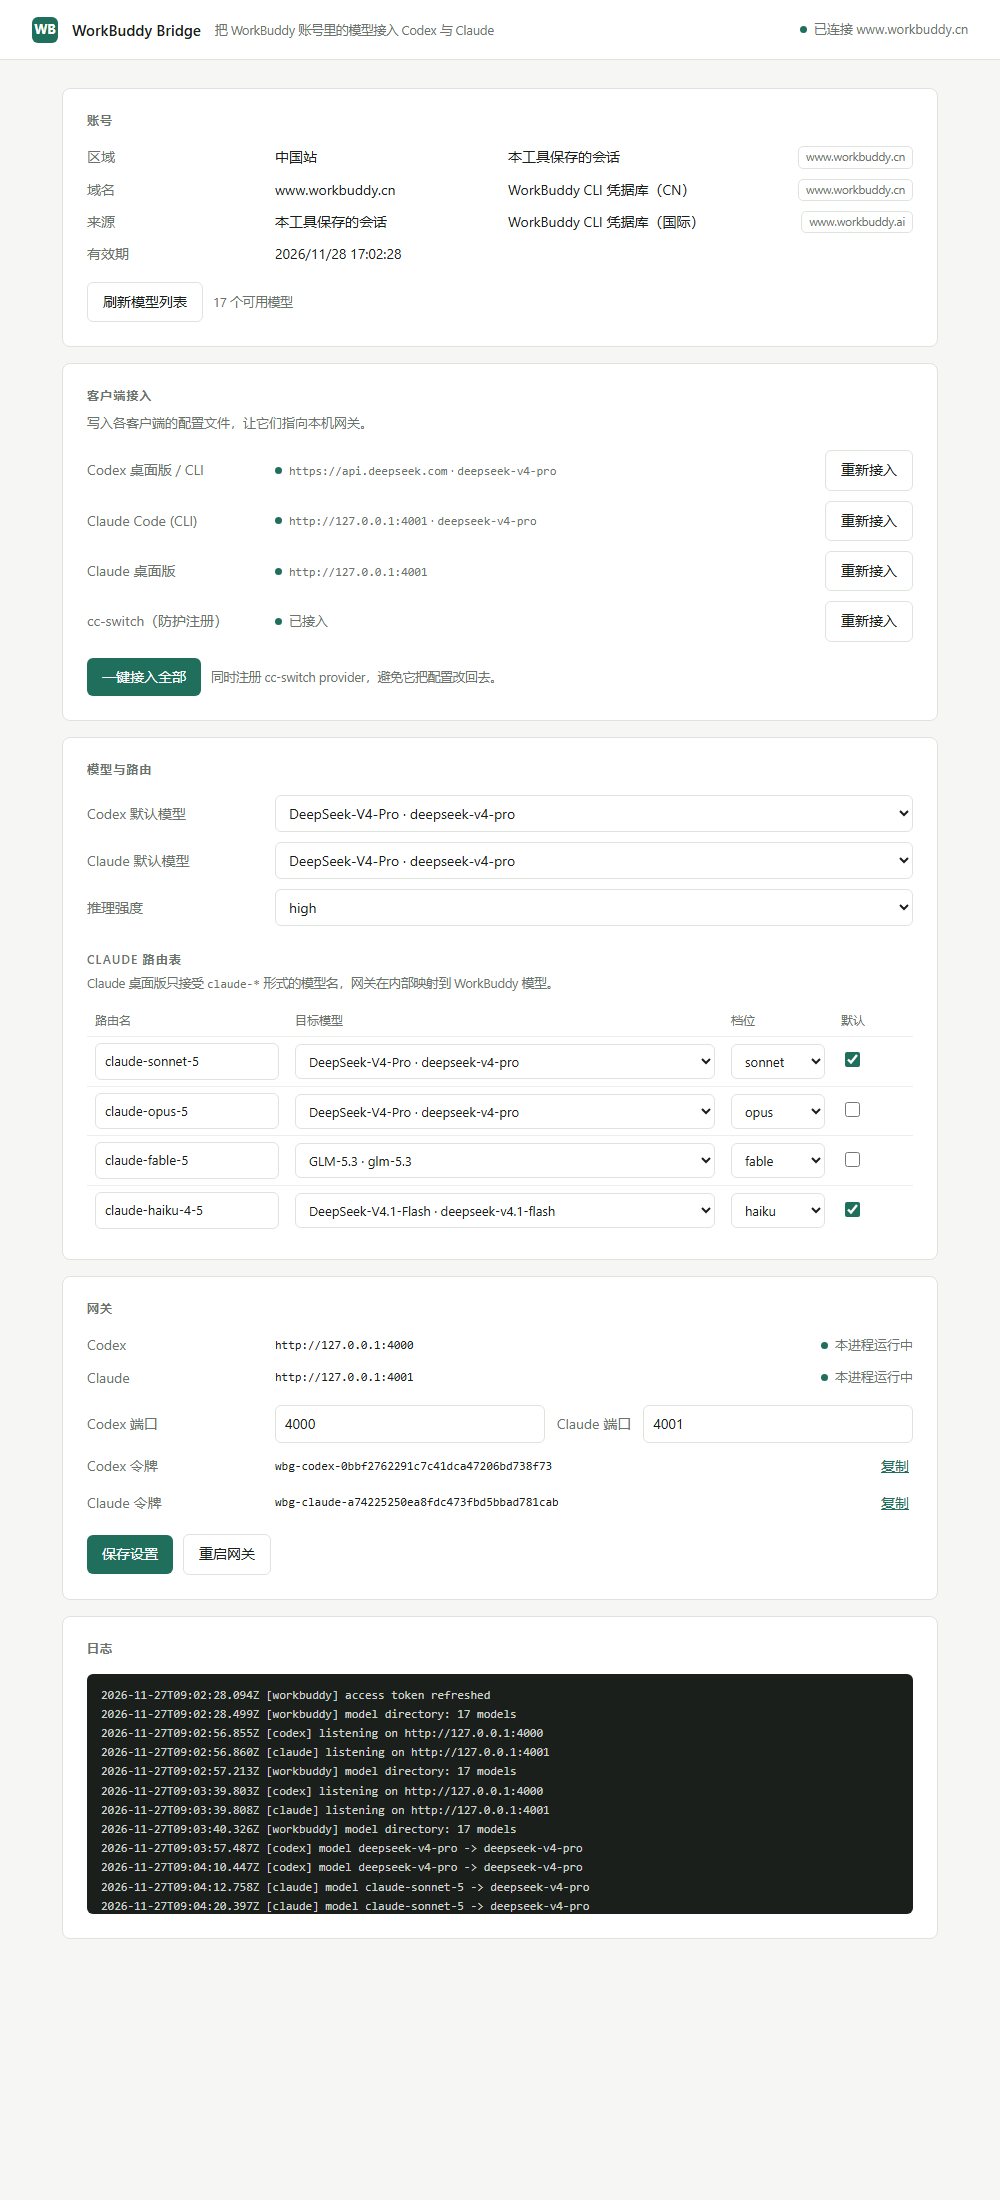 WB WorkBuddy Bridge 把 WorkBuddy 账号里的模型接入 Codex 与 Claude 已连接 www.workbuddy.cn
账号
区域 中国站 本工具保存的会话 www.workbuddy.cn
域名 www.workbuddy.cn WorkBuddy CLI 凭据库（CN） www.workbuddy.cn
来源 本工具保存的会话 WorkBuddy CLI 凭据库（国际） www.workbuddy.ai
有效期 2026/11/28 17:02:28
刷新模型列表 17 个可用模型
客户端接入
写入各客户端的配置文件，让它们指向本机网关。
Codex 桌面版 / CLI https://api.deepseek.com · deepseek-v4-pro 重新接入
Claude Code (CLI) http://127.0.0.1:4001 · deepseek-v4-pro 重新接入
Claude 桌面版 http://127.0.0.1:4001 重新接入
cc-switch（防护注册） 已接入 重新接入
一键接入全部 同时注册 cc-switch provider，避免它把配置改回去。
模型与路由
Codex 默认模型 DeepSeek-V4-Pro · deepseek-v4-pro
Claude 默认模型 DeepSeek-V4-Pro · deepseek-v4-pro
推理强度 high
CLAUDE 路由表
Claude 桌面版只接受 claude-* 形式的模型名，网关在内部映射到 WorkBuddy 模型。
路由名 目标模型 档位 默认
claude-sonnet-5 DeepSeek-V4-Pro · deepseek-v4-pro sonnet
claude-opus-5 DeepSeek-V4-Pro · deepseek-v4-pro opus
claude-fable-5 GLM-5.3 · glm-5.3 fable
claude-haiku-4-5 DeepSeek-V4.1-Flash · deepseek-v4.1-flash haiku
网关
Codex http://127.0.0.1:4000 本进程运行中
Claude http://127.0.0.1:4001 本进程运行中
Codex 端口 4000 Claude 端口 4001
Codex 令牌 wbg-codex-0bbf2762291c7c41dca47206bd738f73 复制
Claude 令牌 wbg-claude-a74225250ea8fdc473fbd5bbad781cab 复制
保存设置 重启网关
日志
2026-11-27T09:02:28.094Z [workbuddy] access token refreshed
2026-11-27T09:02:28.499Z [workbuddy] model directory: 17 models
2026-11-27T09:02:56.855Z [codex] listening on http://127.0.0.1:4000
2026-11-27T09:02:56.860Z [claude] listening on http://127.0.0.1:4001
2026-11-27T09:02:57.213Z [workbuddy] model directory: 17 models
2026-11-27T09:03:39.803Z [codex] listening on http://127.0.0.1:4000
2026-11-27T09:03:39.808Z [claude] listening on http://127.0.0.1:4001
2026-11-27T09:03:40.326Z [workbuddy] model directory: 17 models
2026-11-27T09:03:57.487Z [codex] model deepseek-v4-pro -> deepseek-v4-pro
2026-11-27T09:04:10.447Z [codex] model deepseek-v4-pro -> deepseek-v4-pro
2026-11-27T09:04:12.758Z [claude] model claude-sonnet-5 -> deepseek-v4-pro
2026-11-27T09:04:20.397Z [claude] model claude-sonnet-5 -> deepseek-v4-pro